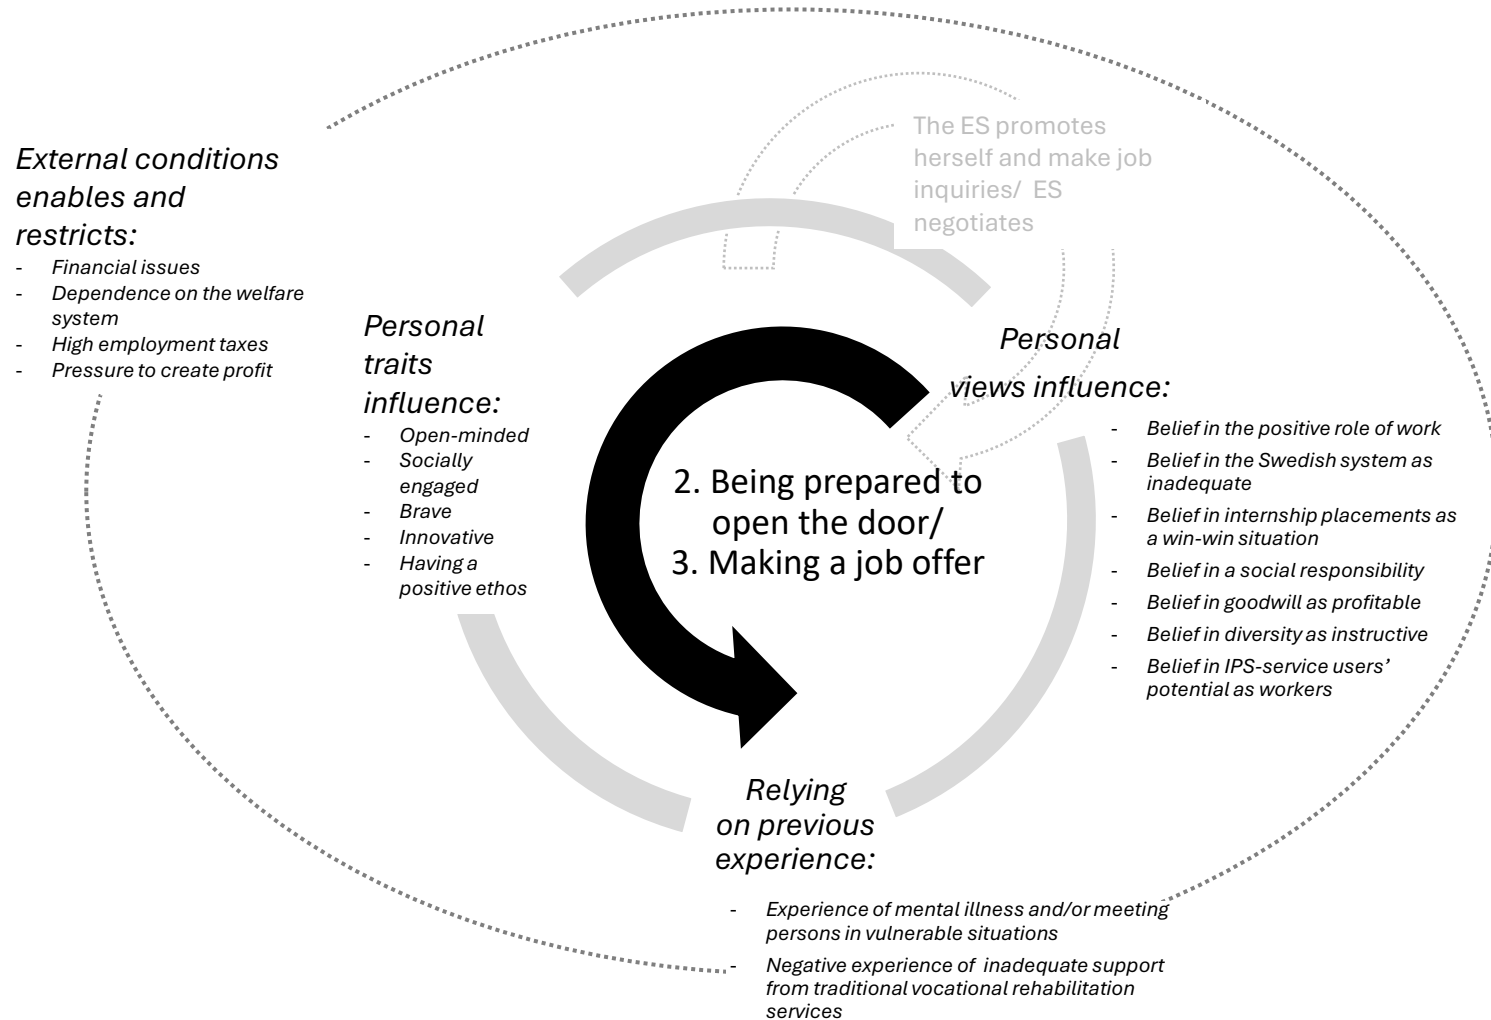 The ES promotes
herself and make job
inquiries/ ES
negotiates
External conditions
enables and
restricts:
- Financial issues
- Dependence on the welfare
system
- High employment taxes
- Pressure to create profit
Personal
traits
influence:
- Open-minded
- Socially
engaged
- Brave
- Innovative
- Having a
positive ethos
2. Being prepared to
open the door/
3. Making a job offer
Personal
views influence:
- Belief in the positive role of work
- Belief in the Swedish system as
inadequate
- Belief in internship placements as
a win-win situation
- Belief in a social responsibility
- Belief in goodwill as profitable
- Belief in diversity as instructive
- Belief in IPS-service users’
potential as workers
Relying
on previous
experience:
- Experience of mental illness and/or meeting
persons in vulnerable situations
- Negative experience of inadequate support
from traditional vocational rehabilitation
services